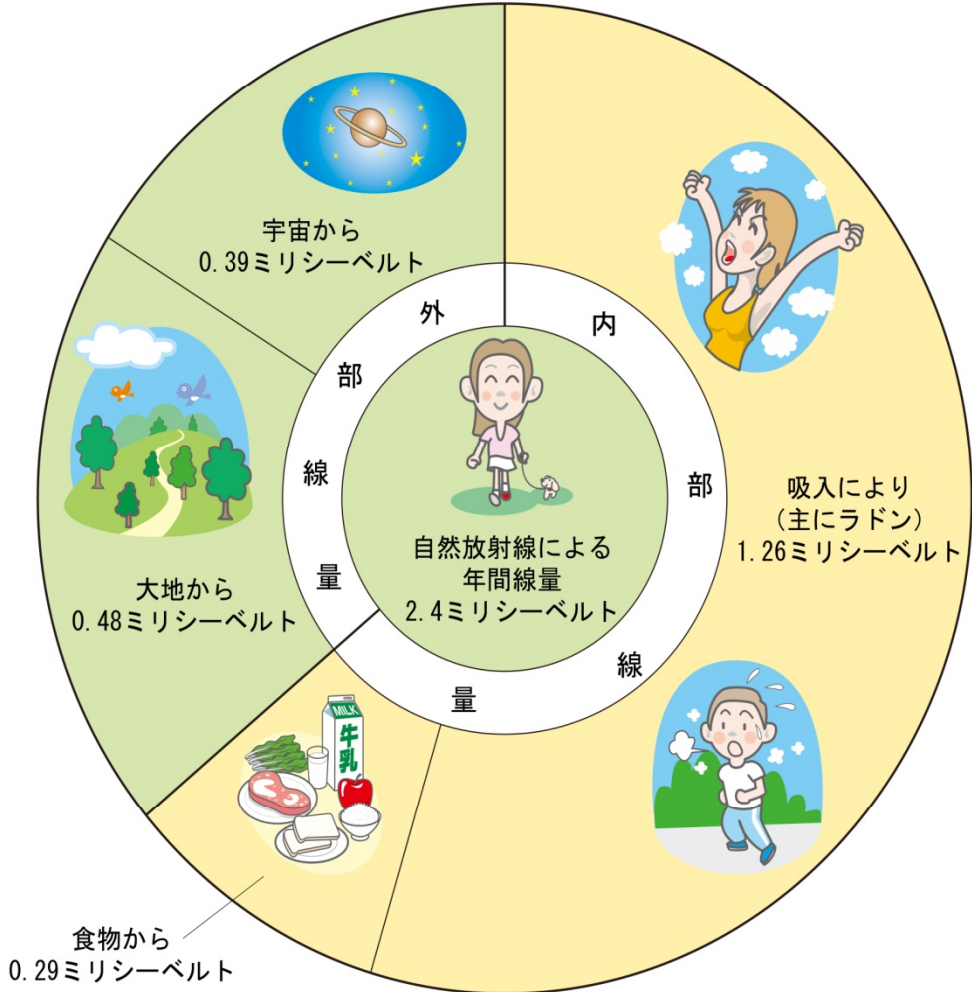 宇宙から
0.39ミリシーベルト
外部線量
内部線量
大地から
0.48ミリシーベルト
自然放射線による
年間線量
2.4ミリシーベルト
吸入により
(主にラドン)
1.26ミリシーベルト
MILK
牛乳
食物から
0.29ミリシーベルト